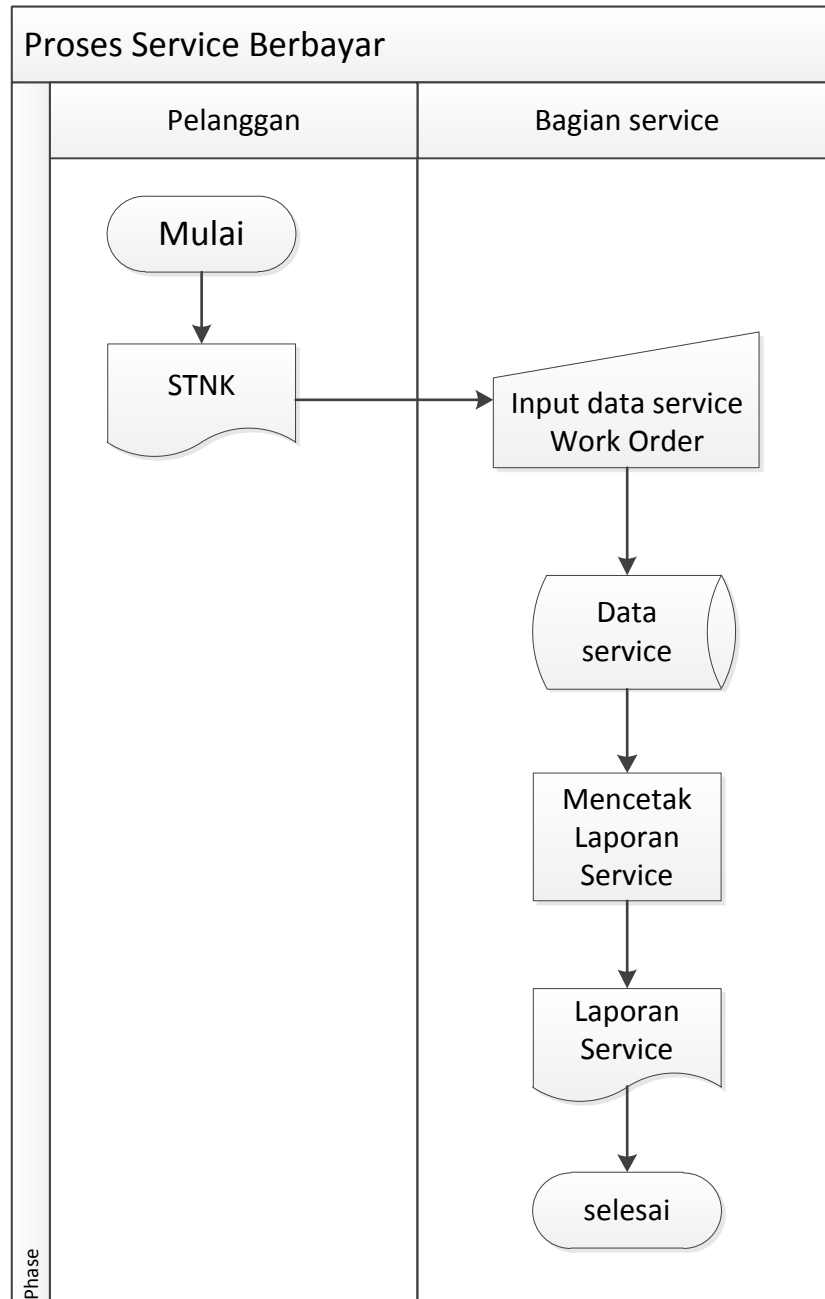 Proses Service Berbayar
Pelanggan
Bagian service
Mulai
STNK
Input data service
Work Order
Data
service
Mencetak
Laporan
Service
Laporan
Service
selesai
Phase